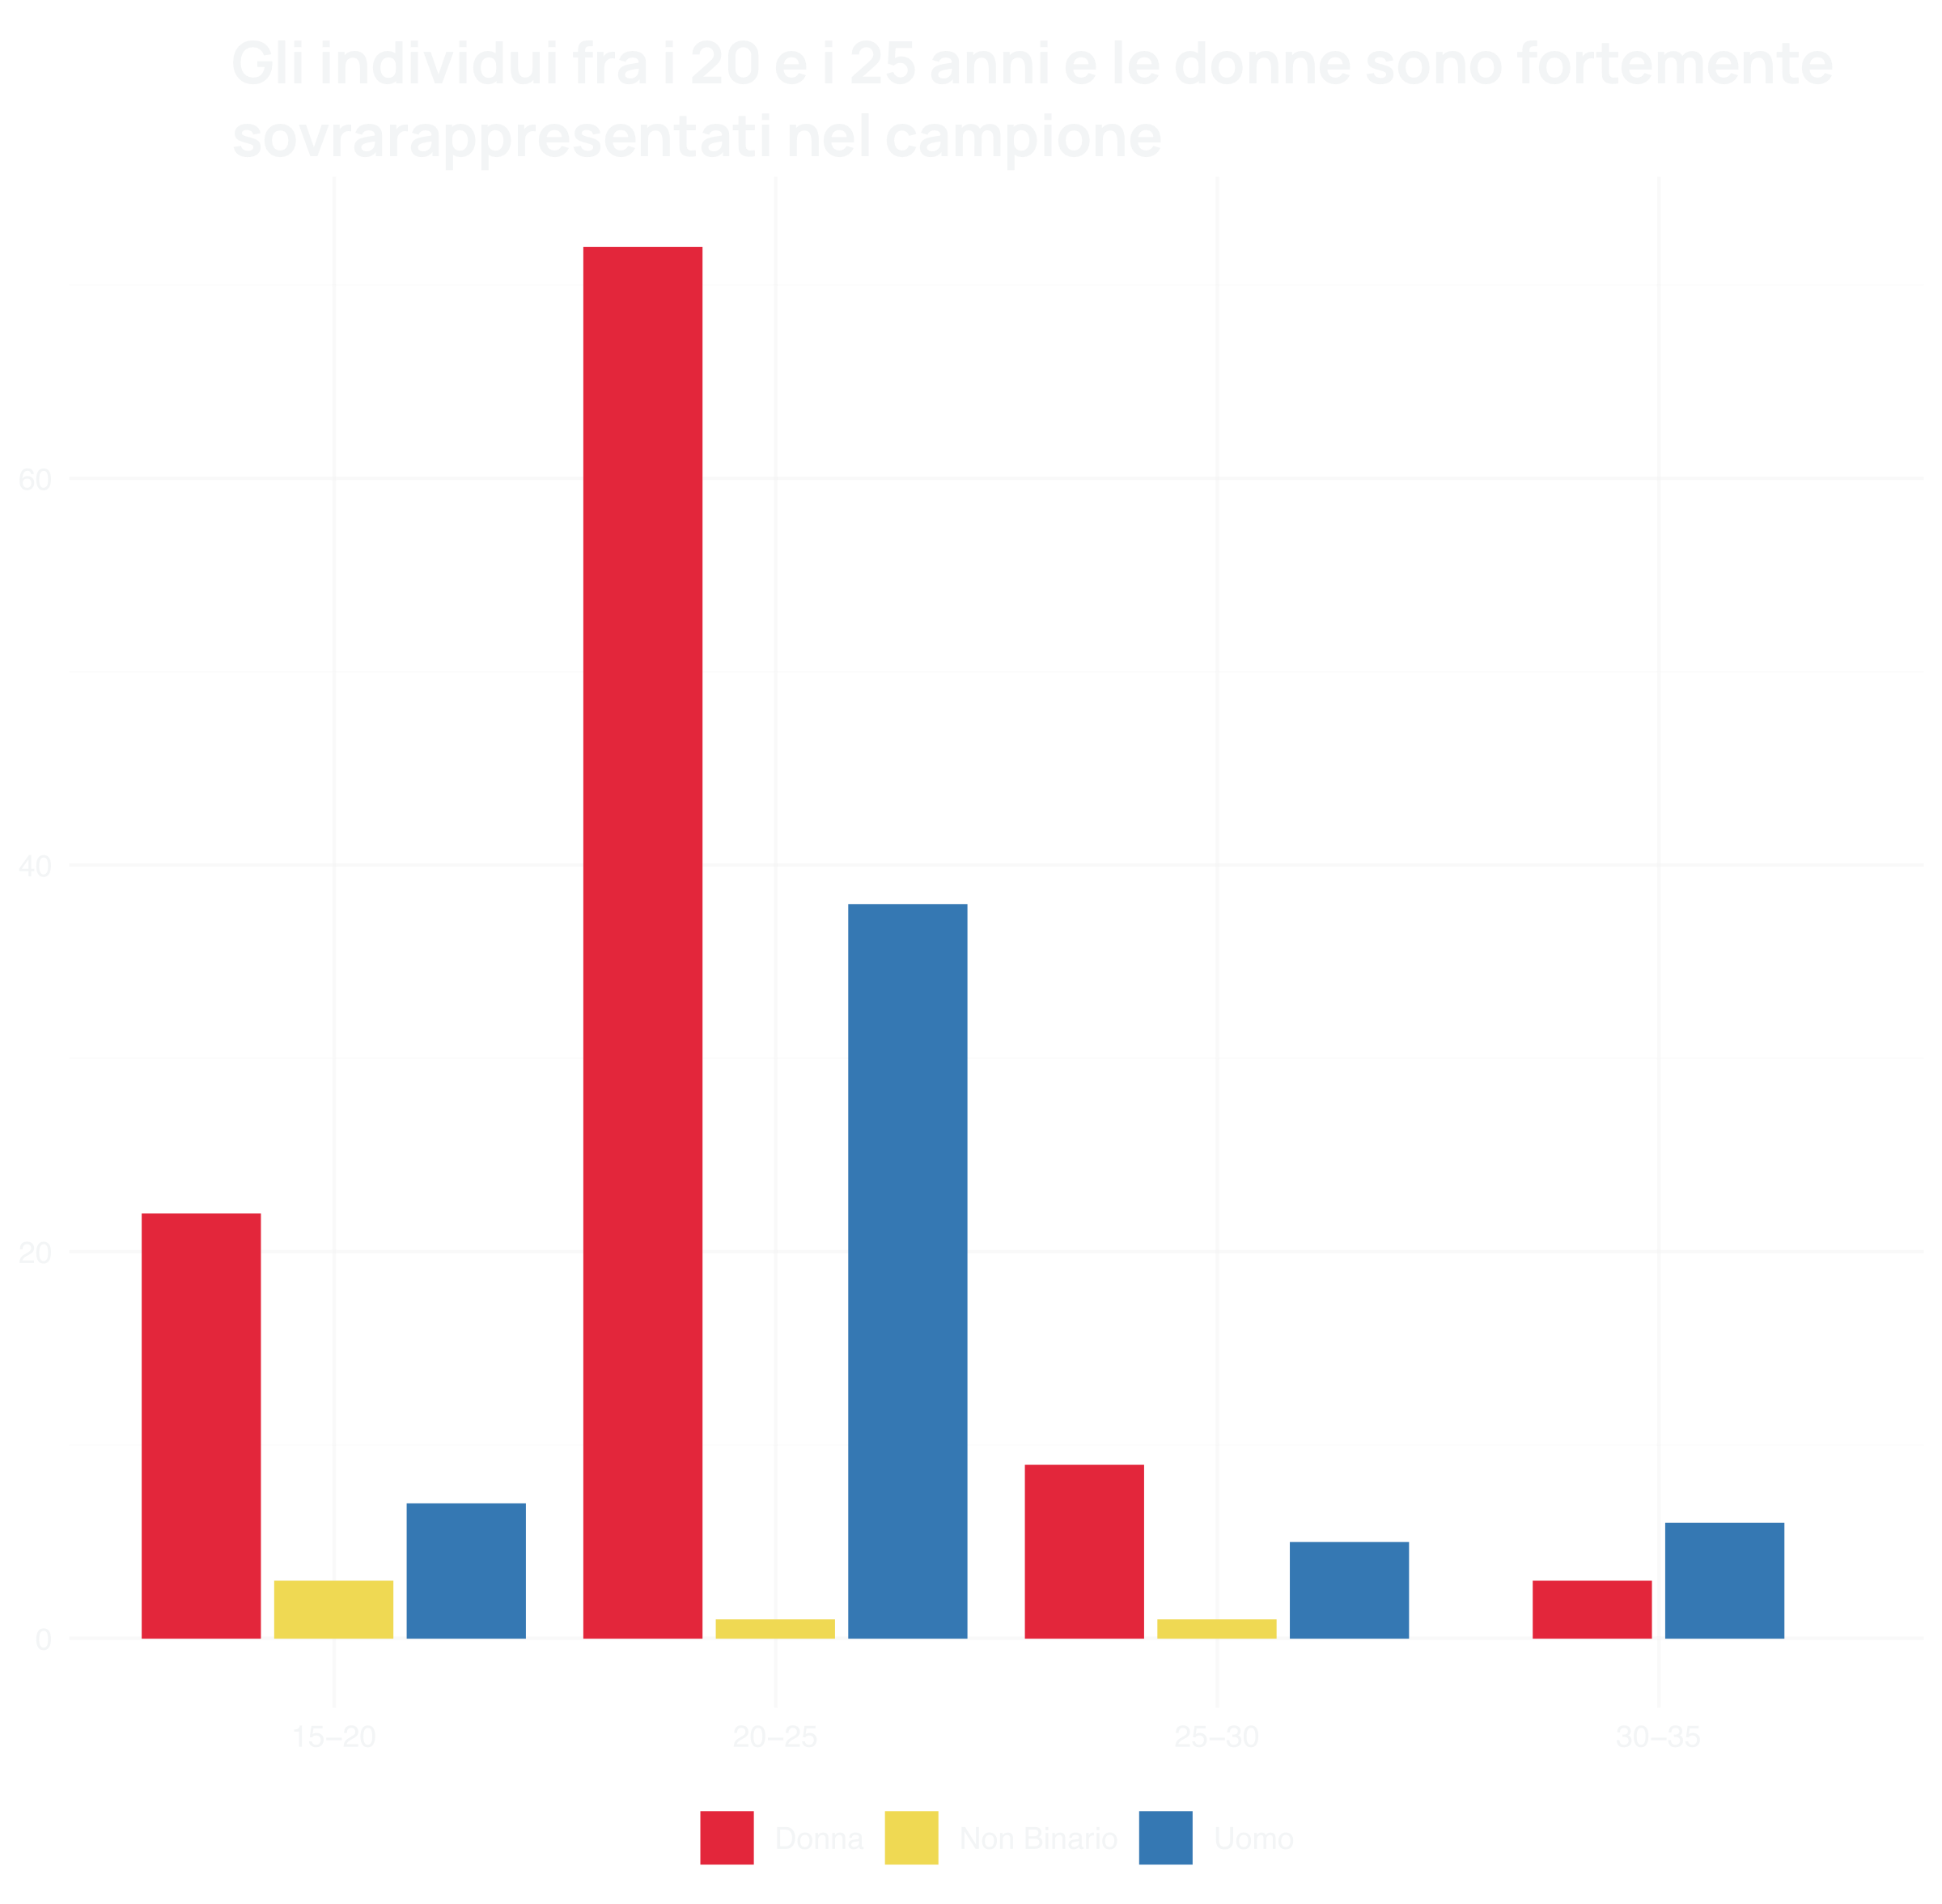 Gli individui fra i 20 e i 25 anni e le donne sono fortemente
sovrarappresentati nel campione
60
40
20
0
15−20 20−25 25−30 30−35
Donna Non Binario Uomo